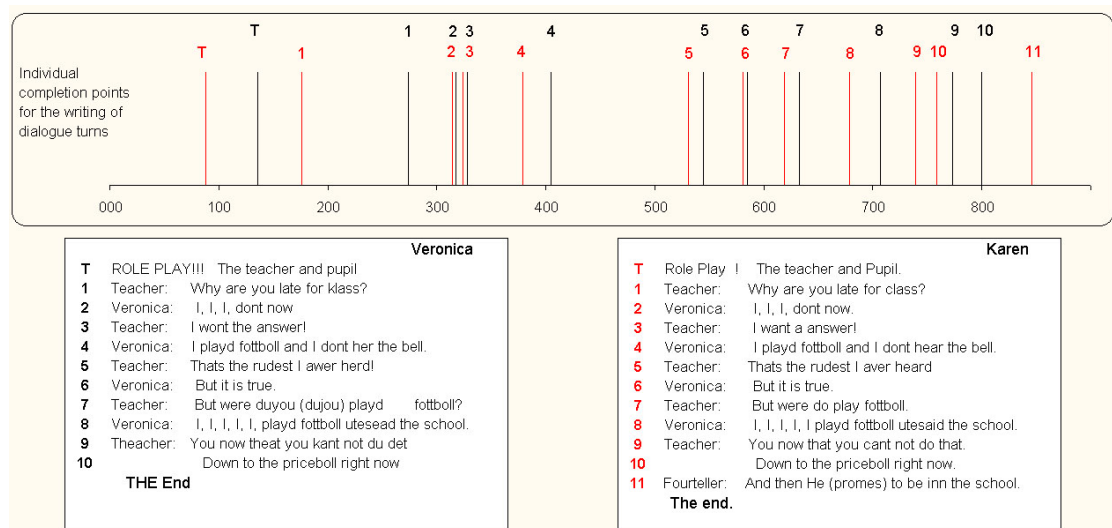 T 1 2 3 4 5 6 7 8 9 10
T 1 2 3 4 5 6 7 8 9 10 11
Individual
completion points
for the writing of
dialogue turns
000 100 200 300 400 500 600 700 800
Veronica
T ROLE PLAY!!! The teacher and pupil
1 Teacher: Why are you late for klass?
2 Veronica: I, I, I, dont now
3 Teacher: I wont the answer!
4 Veronica: I playd fottboll and I dont her the bell.
5 Teacher: Thats the rudest I awer herd!
6 Veronica: But it is true.
7 Teacher: But were duyou (dujou) playd fottboll?
8 Veronica: I, I, I, I, I, playd fottboll utesead the school.
9 Theacher: You now theat you kant not du det
10 Down to the priceboll right now
THE End
Karen
T Role Play ! The teacher and Pupil.
1 Teacher: Why are you late for class?
2 Veronica: I, I, I, dont now.
3 Teacher: I want a answer!
4 Veronica: I playd fottboll and I dont hear the bell.
5 Teacher: Thats the rudest I awer heard
6 Veronica: But it is true.
7 Teacher: But were do play fottboll.
8 Veronica: I, I, I, I, I playd fottboll utesaid the school.
9 Teacher: You now that you cant not do that.
10 Down to the priceboll right now.
11 Fourteller: And then He (promes) to be inn the school.
The end.